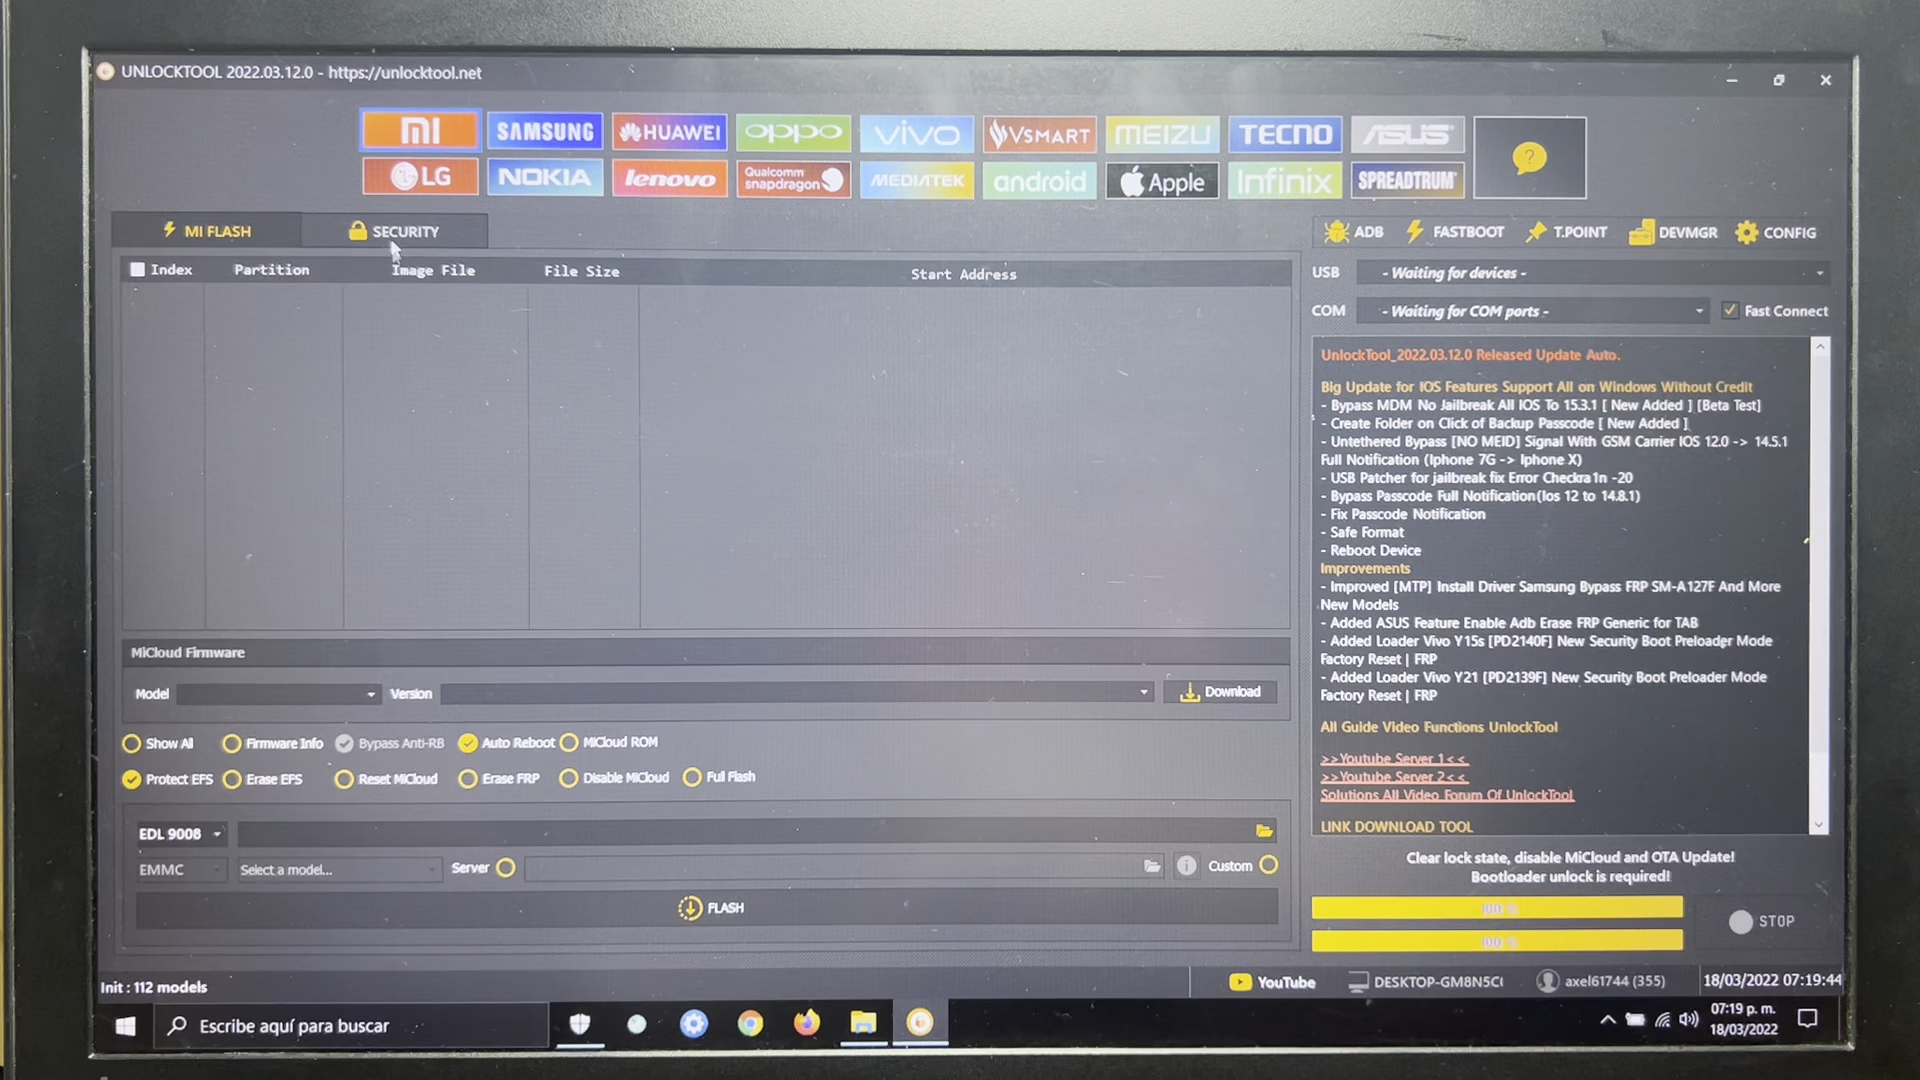 UNLOCKTOOL 2022.03.12.0 - https://unlocktool.net
MI SAMSUNG HUAWEI oppo vivo VSMART MEIZU TECNO ASUS ?
LG NOKIA lenovo Qualcomm snapdragon MEDIATEK android Apple Infinix SPREADTRUM
MI FLASH SECURITY
ADB FASTBOOT T.POINT DEVMGR CONFIG
Index Partition Image File File Size Start Address
USB - Waiting for devices -
COM - Waiting for COM ports - Fast Connect
UnlockTool_2022.03.12.0 Released Update Auto.
Big Update for IOS Features Support All on Windows Without Credit
- Bypass MDM No Jailbreak All IOS To 15.3.1 [ New Added ] [Beta Test]
- Create Folder on Click of Backup Passcode [ New Added ]
- Untethered Bypass [NO MEID] Signal With GSM Carrier IOS 12.0 -> 14.5.1
Full Notification (Iphone 7G -> Iphone X)
- USB Patcher for jailbreak fix Error Checkra1n -20
- Bypass Passcode Full Notification(Ios 12 to 14.8.1)
- Fix Passcode Notification
- Safe Format
- Reboot Device
Improvements
- Improved [MTP] Install Driver Samsung Bypass FRP SM-A127F And More
New Models
- Added ASUS Feature Enable Adb Erase FRP Generic for TAB
- Added Loader Vivo Y15s [PD2140F] New Security Boot Preloader Mode
Factory Reset | FRP
- Added Loader Vivo Y21 [PD2139F] New Security Boot Preloader Mode
Factory Reset | FRP
All Guide Video Functions UnlockTool
>>Youtube Server 1<<
>>Youtube Server 2<<
Solutions All Video Forum Of UnlockTool
LINK DOWNLOAD TOOL
MiCloud Firmware
Model Version Download
Show All Firmware Info Bypass Anti-RB Auto Reboot MiCloud ROM
Protect EFS Erase EFS Reset MiCloud Erase FRP Disable MiCloud Full Flash
EDL 9008
EMMC Select a model... Server Custom
FLASH
Clear lock state, disable MiCloud and OTA Update!
Bootloader unlock is required!
100 %
100 %
STOP
Init : 112 models
YouTube DESKTOP-GM8N5CI axel61744 (355) 18/03/2022 07:19:44
Escribe aquí para buscar
07:19 p. m.
18/03/2022